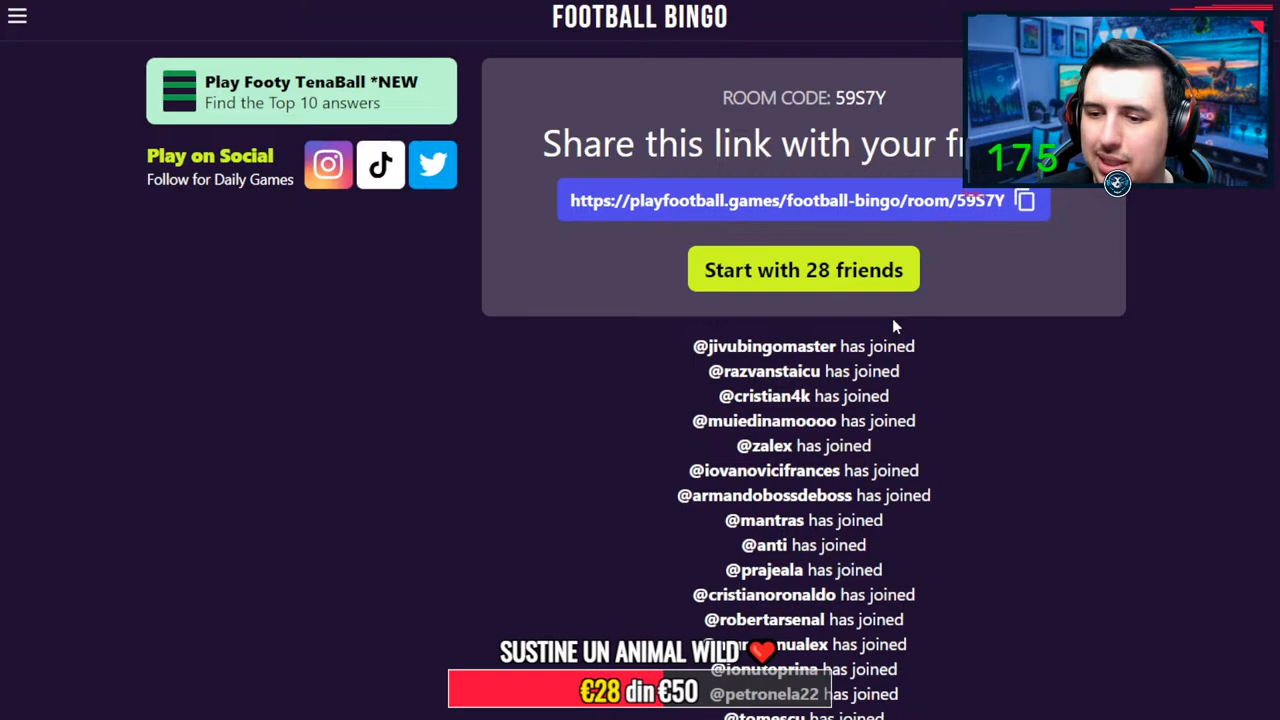 FOOTBALL BINGO
Play Footy TenaBall *NEW
Find the Top 10 answers
Play on Social
Follow for Daily Games
ROOM CODE: 59S7Y
Share this link with your
https://playfootball.games/football-bingo/room/59S7Y
Start with 28 friends
175
@jivubingomaster has joined
@razvanstaicu has joined
@cristian4k has joined
@muiedinamoooo has joined
@zalex has joined
@iovanovicifrances has joined
@armandobossdeboss has joined
@mantras has joined
@anti has joined
@prajeala has joined
@cristianoronaldo has joined
@robertarsenal has joined
has joined
@ionutoprina has joined
@petronela22 has joined
@tomescu has joined
SUSTINE UN ANIMAL WILD ❤
€28 din €50